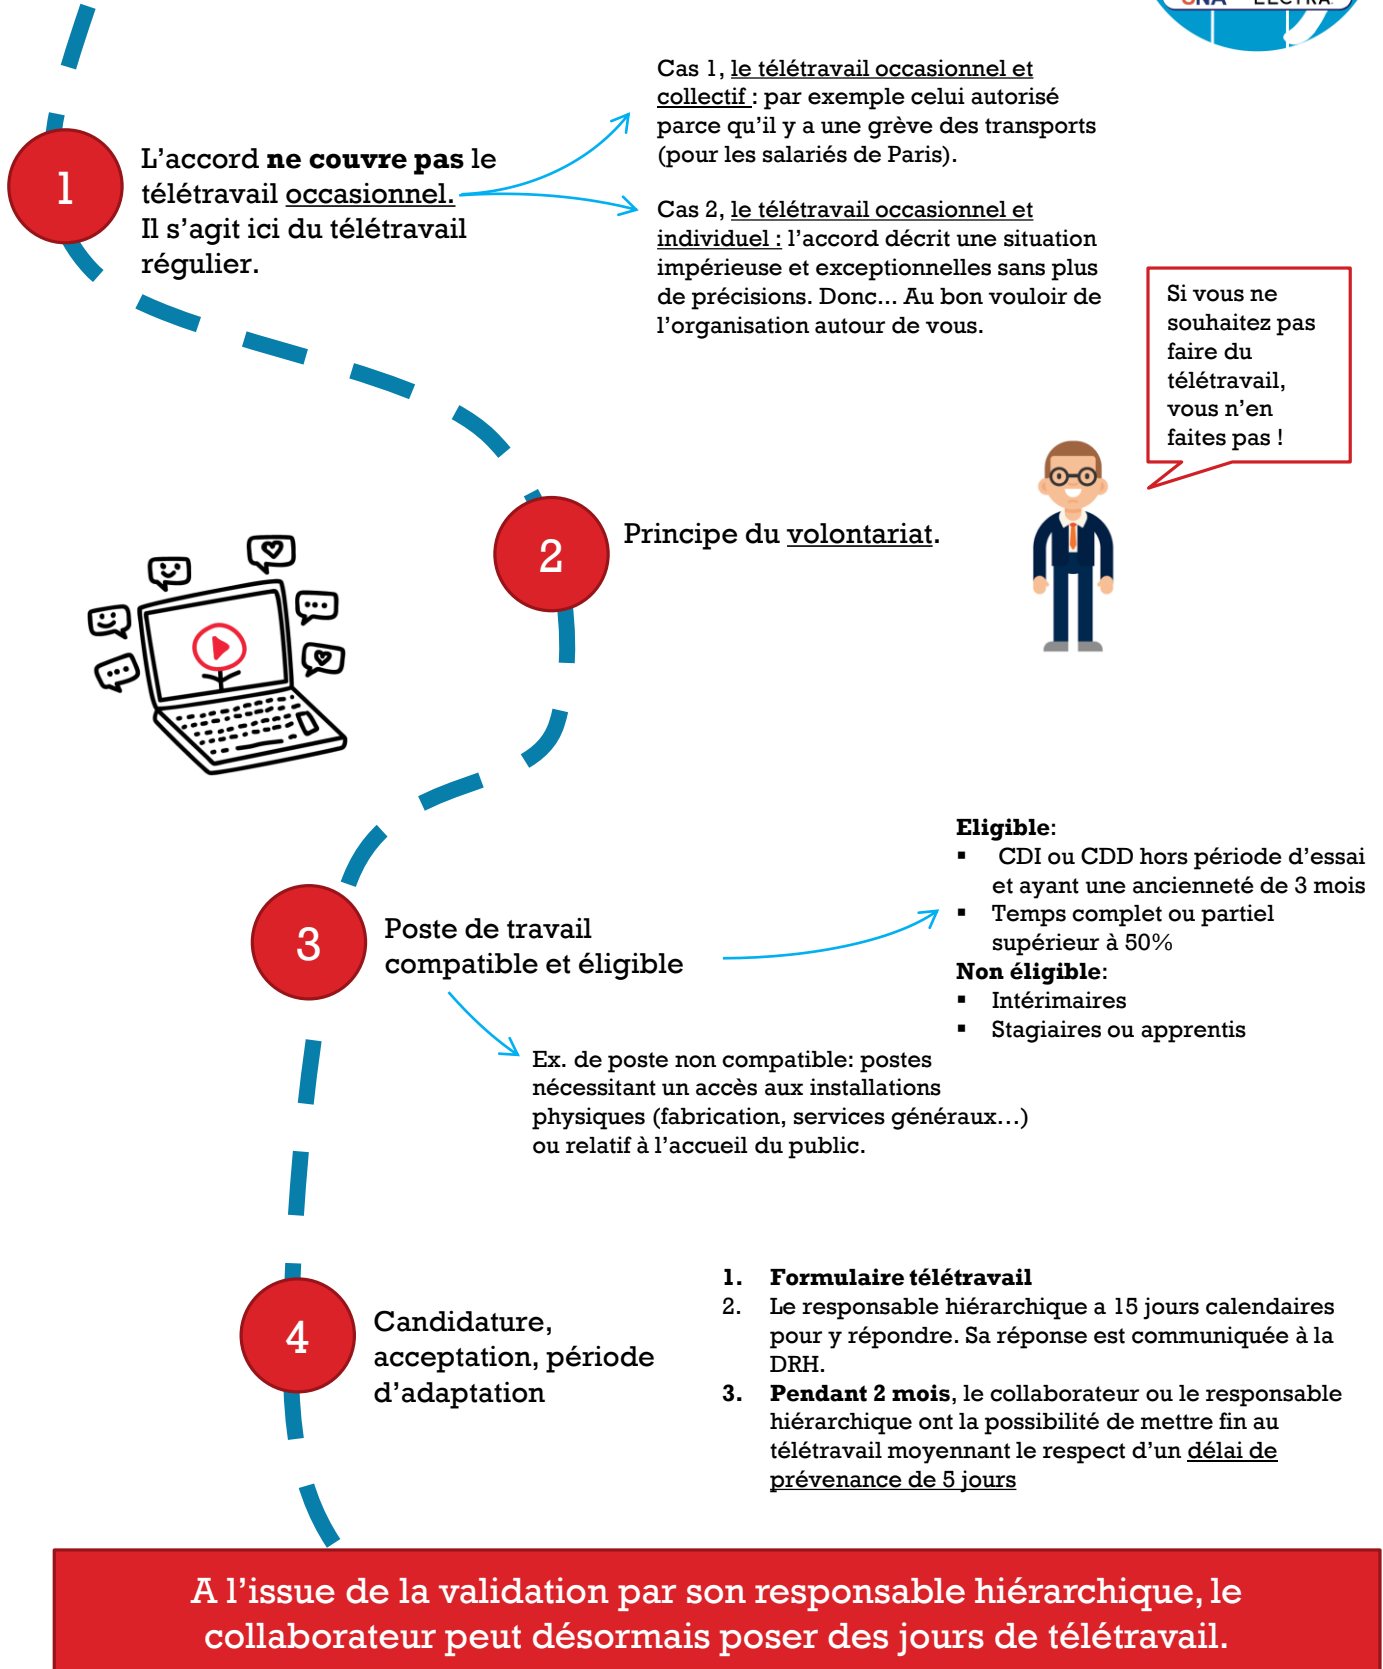 L'accord ne couvre pas le
télétravail occasionnel.
Il s'agit ici du télétravail
régulier.
1
Cas 1, le télétravail occasionnel et
collectif : par exemple celui autorisé
parce qu'il y a une grève des transports
(pour les salariés de Paris).
Cas 2, le télétravail occasionnel et
individuel : l'accord décrit une situation
impérieuse et exceptionnelles sans plus
de précisions. Donc... Au bon vouloir de
l'organisation autour de vous.
Si vous ne
souhaitez pas
faire du
télétravail,
vous n'en
faites pas !
2
Principe du volontariat.
3
Poste de travail
compatible et éligible
Eligible:
▪ CDI ou CDD hors période d'essai
et ayant une ancienneté de 3 mois
▪ Temps complet ou partiel
supérieur à 50%
Non éligible:
▪ Intérimaires
▪ Stagiaires ou apprentis
Ex. de poste non compatible: postes
nécessitant un accès aux installations
physiques (fabrication, services généraux…)
ou relatif à l'accueil du public.
4
Candidature,
acceptation, période
d'adaptation
1. Formulaire télétravail
2. Le responsable hiérarchique a 15 jours calendaires
pour y répondre. Sa réponse est communiquée à la
DRH.
3. Pendant 2 mois, le collaborateur ou le responsable
hiérarchique ont la possibilité de mettre fin au
télétravail moyennant le respect d'un délai de
prévenance de 5 jours
A l'issue de la validation par son responsable hiérarchique, le
collaborateur peut désormais poser des jours de télétravail.